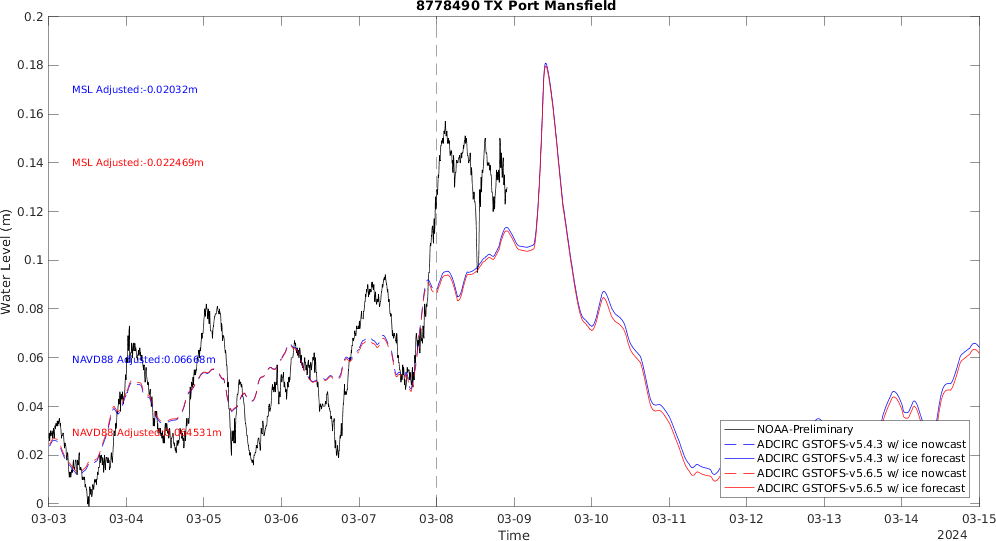 8778490 TX Port Mansfield
0.2
0.18
0.16
0.14
0.12
0.1
0.08
0.06
0.04
0.02
0
Water Level (m)
MSL Adjusted:-0.02032m
MSL Adjusted:-0.022469m
NAVD88 Adjusted:0.06668m
NAVD88 Adjusted:0.064531m
NOAA-Preliminary
ADCIRC GSTOFS-v5.4.3 w/ ice nowcast
ADCIRC GSTOFS-v5.4.3 w/ ice forecast
ADCIRC GSTOFS-v5.6.5 w/ ice nowcast
ADCIRC GSTOFS-v5.6.5 w/ ice forecast
03-03 03-04 03-05 03-06 03-07 03-08 03-09 03-10 03-11 03-12 03-13 03-14 03-15
Time
2024